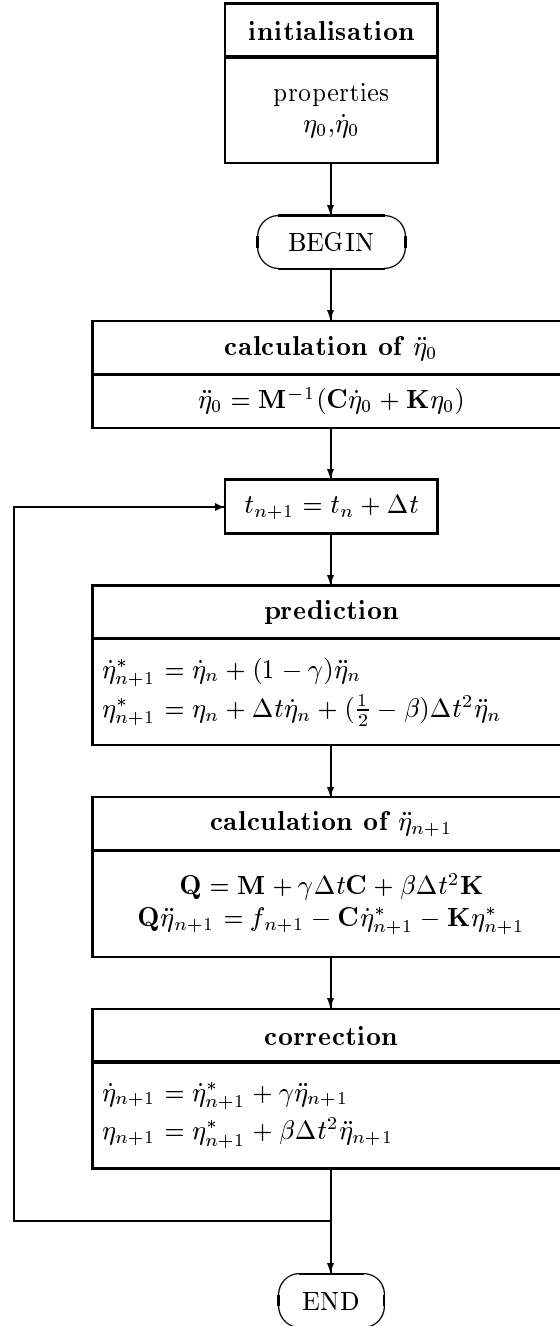 initialisation
properties
η₀,η̇₀
BEGIN
calculation of η̈₀
η̈₀ = M⁻¹(Cη̇₀ + Kη₀)
tₙ₊₁ = tₙ + Δt
prediction
η̇*ₙ₊₁ = η̇ₙ + (1 − γ)η̈ₙ
η*ₙ₊₁ = ηₙ + Δtη̇ₙ + (½ − β)Δt²η̈ₙ
calculation of η̈ₙ₊₁
Q = M + γΔtC + βΔt²K
Qη̈ₙ₊₁ = fₙ₊₁ − Cη̇*ₙ₊₁ − Kη*ₙ₊₁
correction
η̇ₙ₊₁ = η̇*ₙ₊₁ + γη̈ₙ₊₁
ηₙ₊₁ = η*ₙ₊₁ + βΔt²η̈ₙ₊₁
END